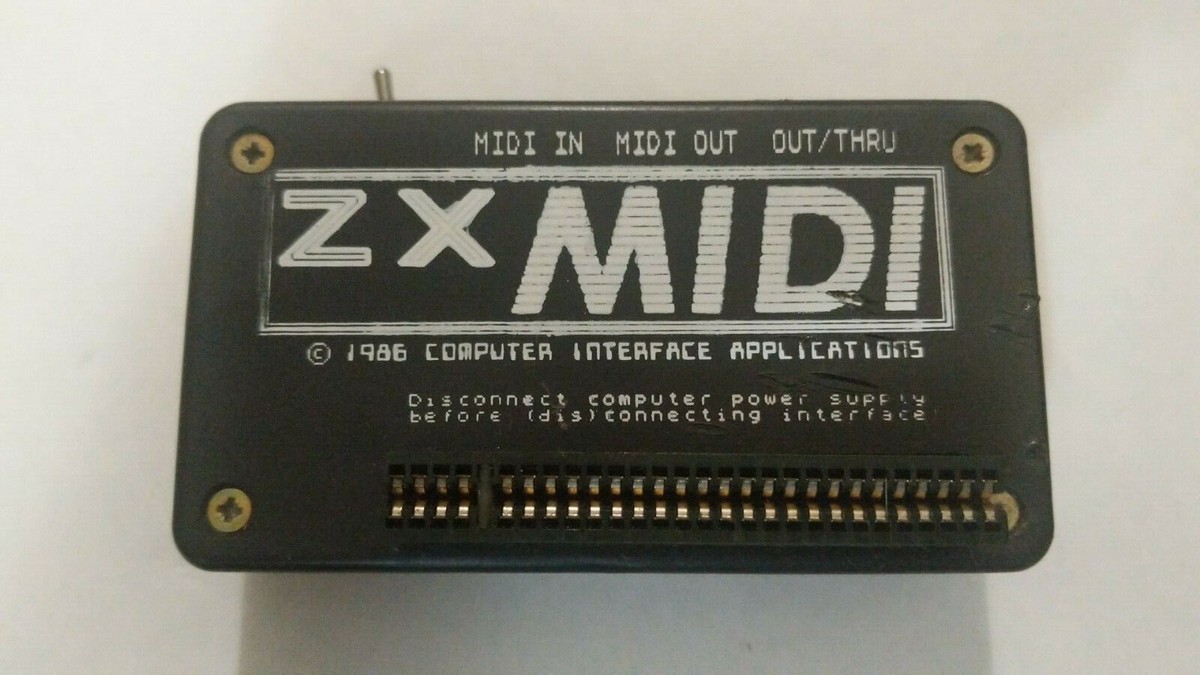 MIDI IN MIDI OUT OUT/THRU
ZX MIDI
© 1986 COMPUTER INTERFACE APPLICATIONS
Disconnect computer power supply
before (dis)connecting interface!